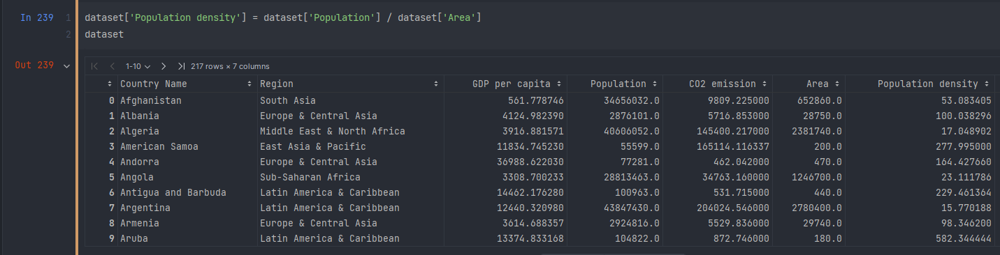 In 239 1 dataset['Population density'] = dataset['Population'] / dataset['Area']
2 dataset
Out 239 1-10 217 rows × 7 columns
Country Name Region GDP per capita Population CO2 emission Area Population density
0 Afghanistan South Asia 561.778746 34656032.0 9809.225000 652860.0 53.083405
1 Albania Europe & Central Asia 4124.982390 2876101.0 5716.853000 28750.0 100.038296
2 Algeria Middle East & North Africa 3916.881571 40606052.0 145400.217000 2381740.0 17.048902
3 American Samoa East Asia & Pacific 11834.745230 55599.0 165114.116337 200.0 277.995000
4 Andorra Europe & Central Asia 36988.622030 77281.0 462.042000 470.0 164.427660
5 Angola Sub-Saharan Africa 3308.700233 28813463.0 34763.160000 1246700.0 23.111786
6 Antigua and Barbuda Latin America & Caribbean 14462.176280 100963.0 531.715000 440.0 229.461364
7 Argentina Latin America & Caribbean 12440.320980 43847430.0 204024.546000 2780400.0 15.770188
8 Armenia Europe & Central Asia 3614.688357 2924816.0 5529.836000 29740.0 98.346200
9 Aruba Latin America & Caribbean 13374.833168 104822.0 872.746000 180.0 582.344444